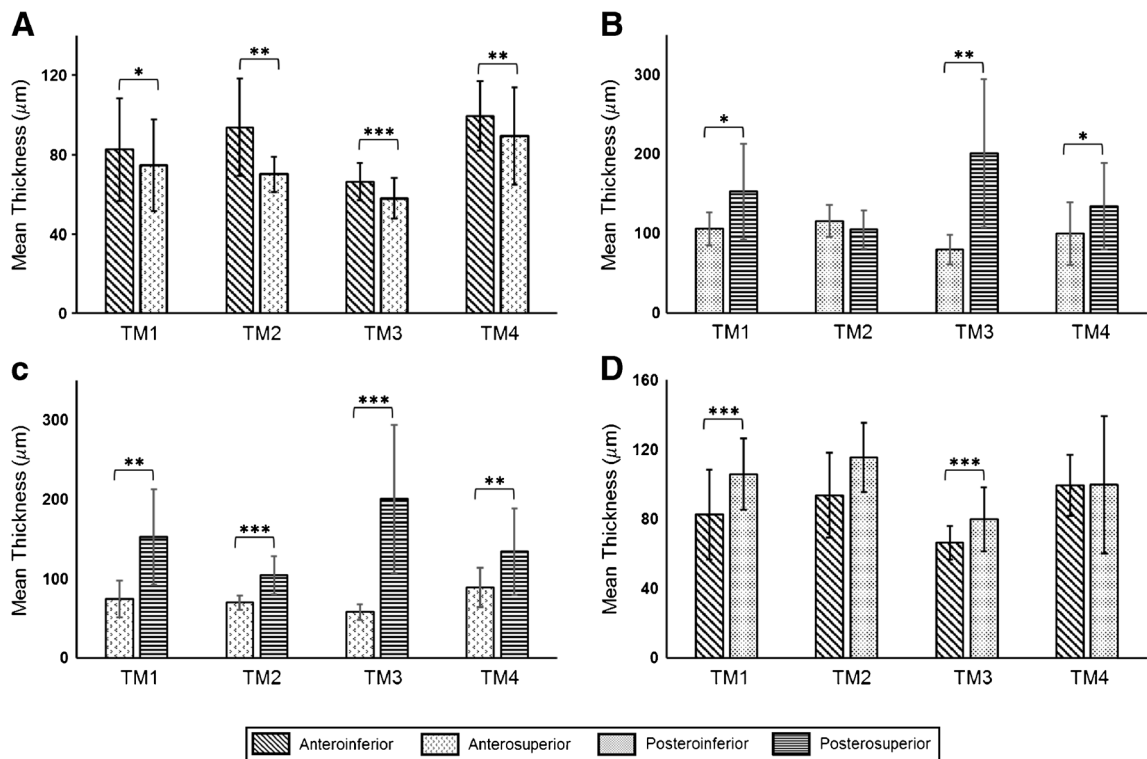 A
Mean Thickness (μm)
120
80
40
0
*
**
***
**
TM1 TM2 TM3 TM4
B
Mean Thickness (μm)
300
200
100
0
*
**
*
TM1 TM2 TM3 TM4
C
Mean Thickness (μm)
300
200
100
0
**
***
***
**
TM1 TM2 TM3 TM4
D
Mean Thickness (μm)
160
120
80
40
0
***
***
TM1 TM2 TM3 TM4
Anteroinferior Anterosuperior Posteroinferior Posterosuperior